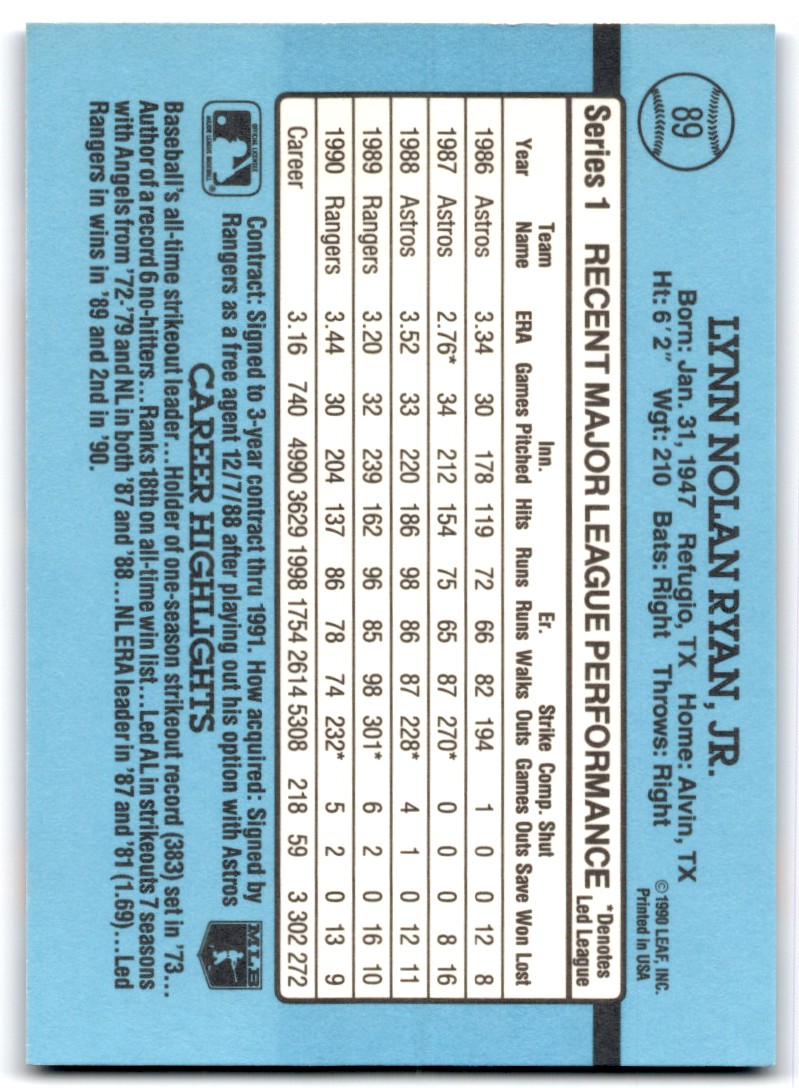 89
LYNN NOLAN RYAN, JR.
Born: Jan. 31, 1947 Refugio, TX Home: Alvin, TX
Ht: 6'2" Wgt: 210 Bats: Right Throws: Right
©1990 LEAF, INC.
Printed in USA
Series 1 RECENT MAJOR LEAGUE PERFORMANCE *Denotes Led League
Year Team Name ERA Games Inn. Pitched Hits Runs Er. Runs Walks Strike Outs Comp. Games Shut Outs Save Won Lost
1986 Astros 3.34 30 178 119 72 66 82 194 1 0 0 12 8
1987 Astros 2.76* 34 212 154 75 65 87 270* 0 0 0 8 16
1988 Astros 3.52 33 220 186 98 86 87 228* 4 1 0 12 11
1989 Rangers 3.20 32 239 162 96 85 98 301* 6 2 0 16 10
1990 Rangers 3.44 30 204 137 86 78 74 232* 5 2 0 13 9
Career 3.16 740 4990 3629 1998 1754 2614 5308 218 59 3 302 272
OFFICIAL LICENSEE
MAJOR LEAGUE BASEBALL
®
Contract: Signed to 3-year contract thru 1991. How acquired: Signed by
Rangers as a free agent 12/7/88 after playing out his option with Astros
MLB
CAREER HIGHLIGHTS
Baseball's all-time strikeout leader... Holder of one-season strikeout record (383) set in '73...
Author of a record 6 no-hitters... Ranks 18th on all-time win list... Led AL in strikeouts 7 seasons
with Angels from '72-'79 and NL in both '87 and '88... NL ERA leader in '87 and '81 (1.69)... Led
Rangers in wins in '89 and 2nd in '90.